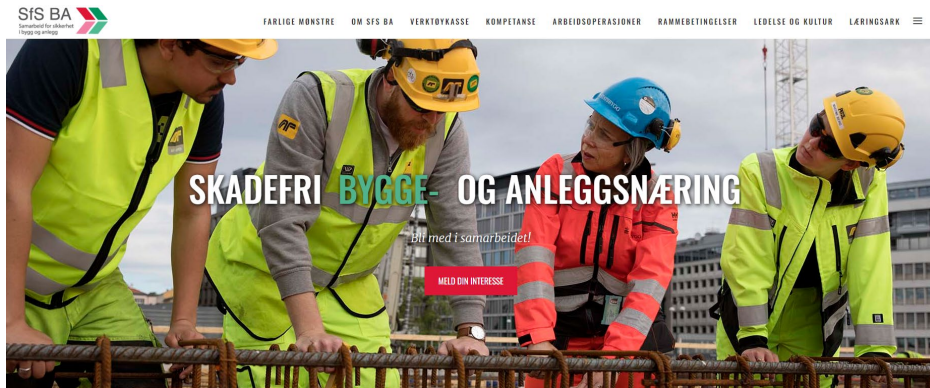 SfS BA
Samarbeid for sikkerhet
i bygg og anlegg
FARLIGE MØNSTRE OM SFS BA VERKTØYKASSE KOMPETANSE ARBEIDSOPERASJONER RAMMEBETINGELSER LEDELSE OG KULTUR LÆRINGSARK
SKADEFRI BYGGE- OG ANLEGGSNÆRING
Bli med i samarbeidet!
MELD DIN INTERESSE